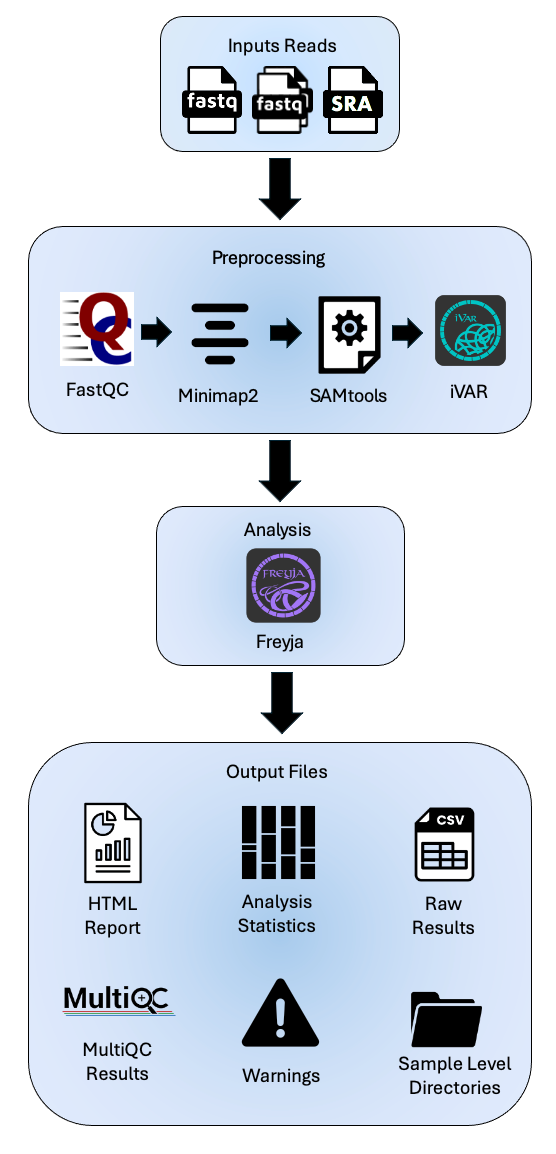 Inputs Reads
fastq fastq SRA
Preprocessing
QC
iVAR
FastQC Minimap2 SAMtools iVAR
Analysis
FREYJA
Freyja
Output Files
CSV
HTML Analysis Raw
Report Statistics Results
MultiQC
MultiQC Warnings Sample Level
Results Directories